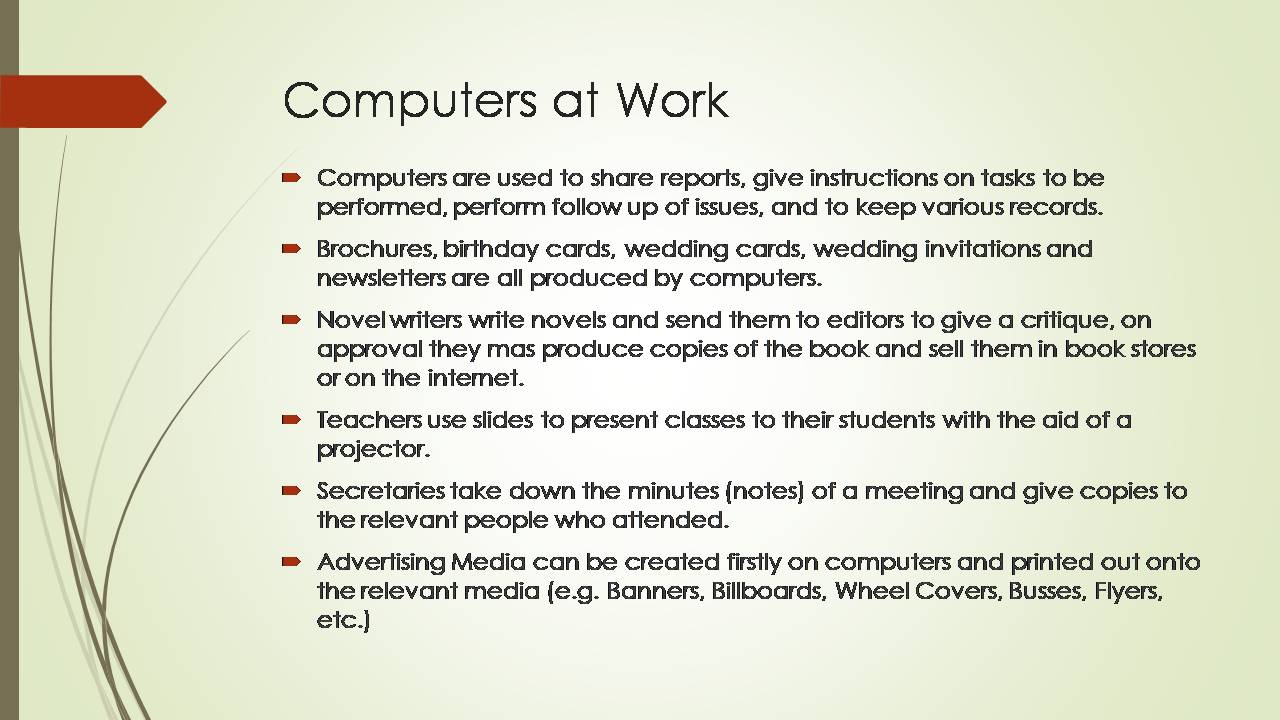 Computers at Work
Computers are used to share reports, give instructions on tasks to be
performed, perform follow up of issues, and to keep various records.
Brochures, birthday cards, wedding cards, wedding invitations and
newsletters are all produced by computers.
Novel writers write novels and send them to editors to give a critique, on
approval they mas produce copies of the book and sell them in book stores
or on the internet.
Teachers use slides to present classes to their students with the aid of a
projector.
Secretaries take down the minutes (notes) of a meeting and give copies to
the relevant people who attended.
Advertising Media can be created firstly on computers and printed out onto
the relevant media (e.g. Banners, Billboards, Wheel Covers, Busses, Flyers,
etc.)